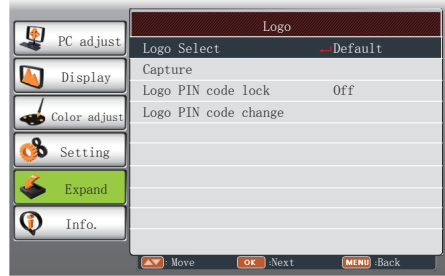 PC adjust
Display
Color adjust
Setting
Expand
Info.
Logo
Logo Select Default
Capture
Logo PIN code lock Off
Logo PIN code change
: Move OK :Next MENU :Back